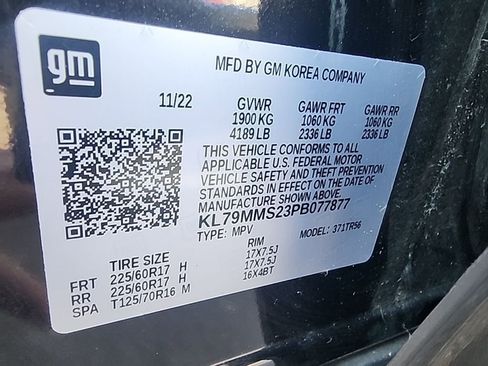 gm
MFD BY GM KOREA COMPANY
11/22 GVWR GAWR FRT GAWR RR
1900 KG 1060 KG 1060 KG
4189 LB 2336 LB 2336 LB
THIS VEHICLE CONFORMS TO ALL
APPLICABLE U.S. FEDERAL MOTOR
VEHICLE SAFETY AND THEFT PREVENTION
STANDARDS IN EFFECT ON THE DATE OF
MANUFACTURE SHOWN ABOVE.
KL79MMS23PB077877
TYPE: MPV MODEL: 371TR56
TIRE SIZE RIM
FRT 225/60R17 H 17X7.5J
RR 225/60R17 H 17X7.5J
SPA T125/70R16 M 16X4BT